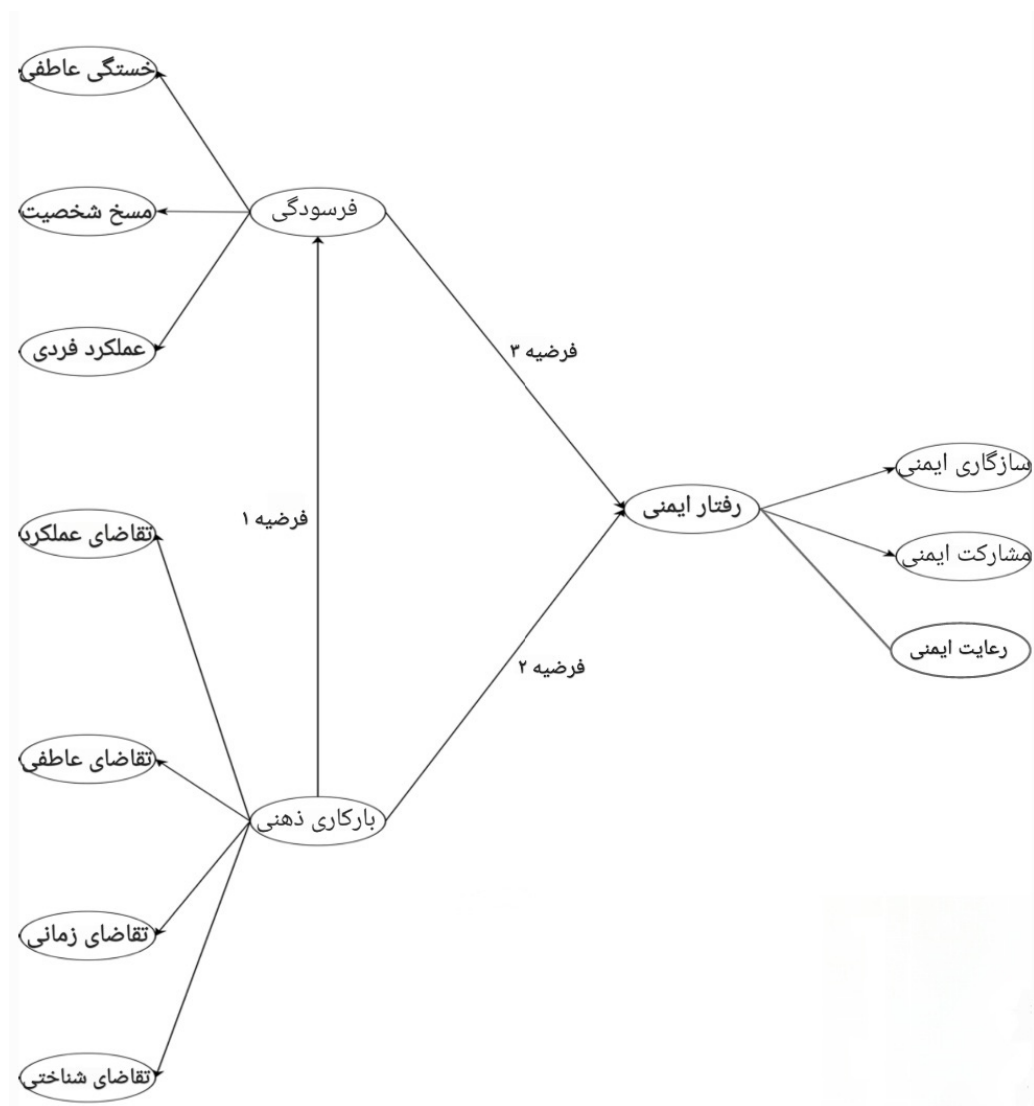 خستگی عاطفی
مسخ شخصیت
فرسودگی
عملکرد فردی
فرضیه ۳
سازگاری ایمنی
رفتار ایمنی
فرضیه ۱
تقاضای عملکرد
مشارکت ایمنی
رعایت ایمنی
فرضیه ۲
تقاضای عاطفی
بارکاری ذهنی
تقاضای زمانی
تقاضای شناختی